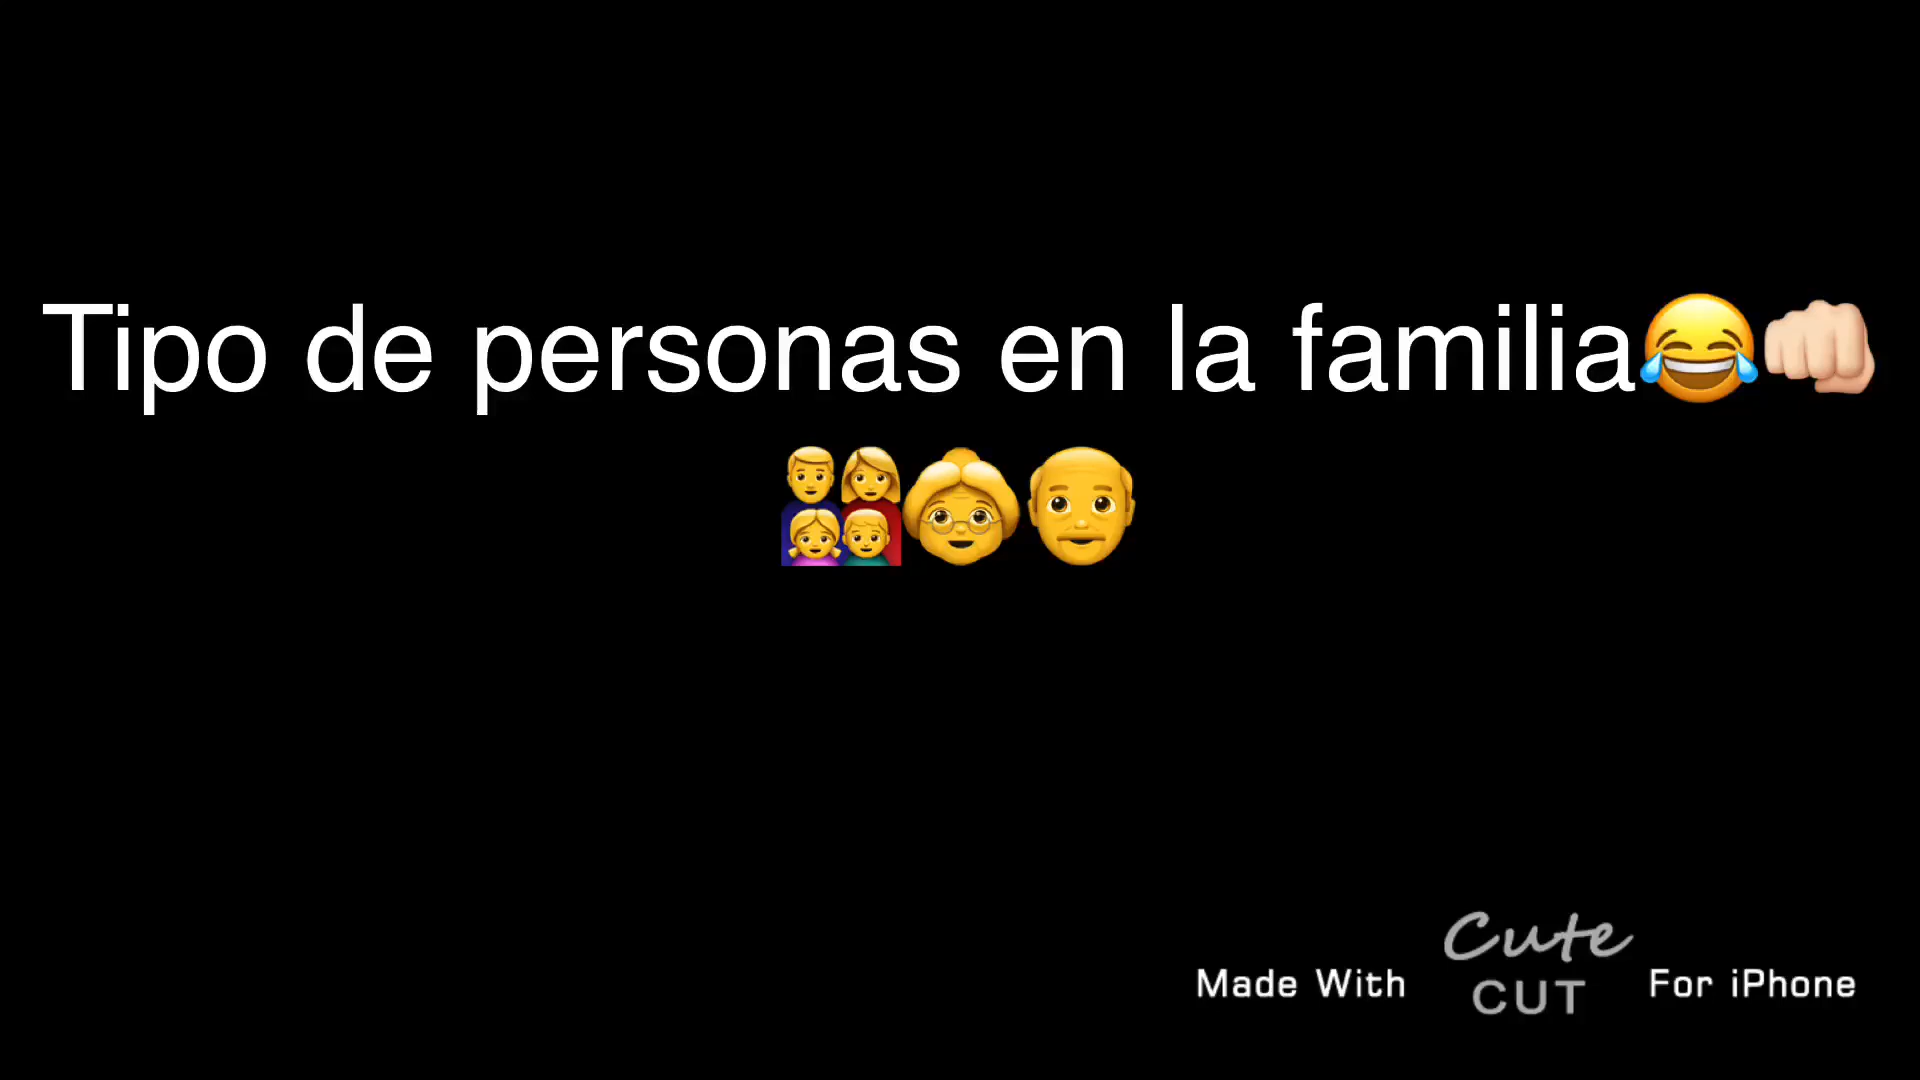 Tipo de personas en la familia😂👊🏻
👨‍👩‍👧‍👦👵👴
Made With Cute CUT For iPhone